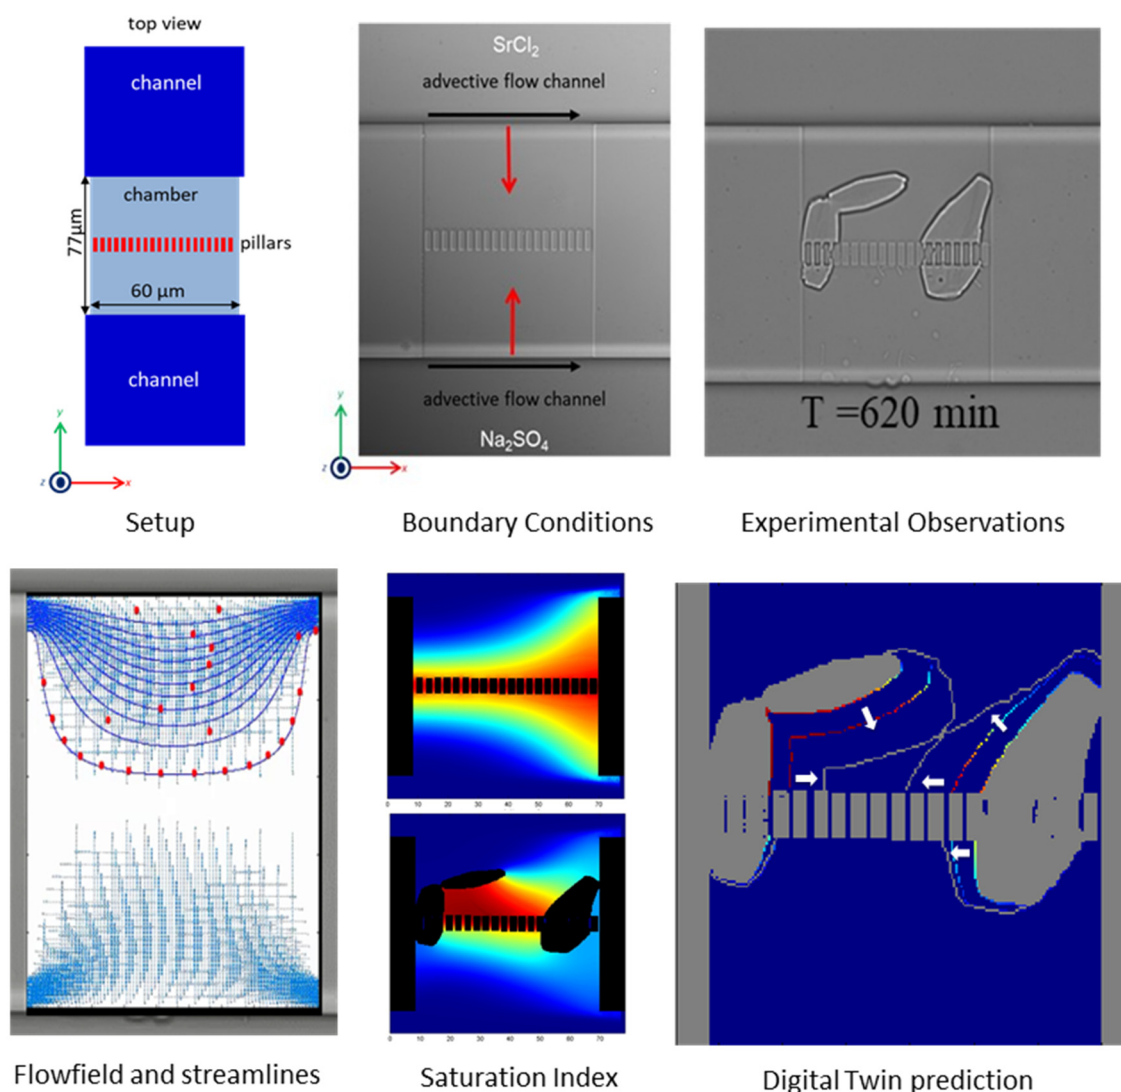 top view
channel
chamber
77µm
pillars
60 µm
channel
y
z
x
Setup
SrCl₂
advective flow channel
advective flow channel
Na₂SO₄
y
z
x
Boundary Conditions
T =620 min
Experimental Observations
Flowfield and streamlines
0 10 20 30 40 50 60 70
0 10 20 30 40 50 60 70
Saturation Index
Digital Twin prediction